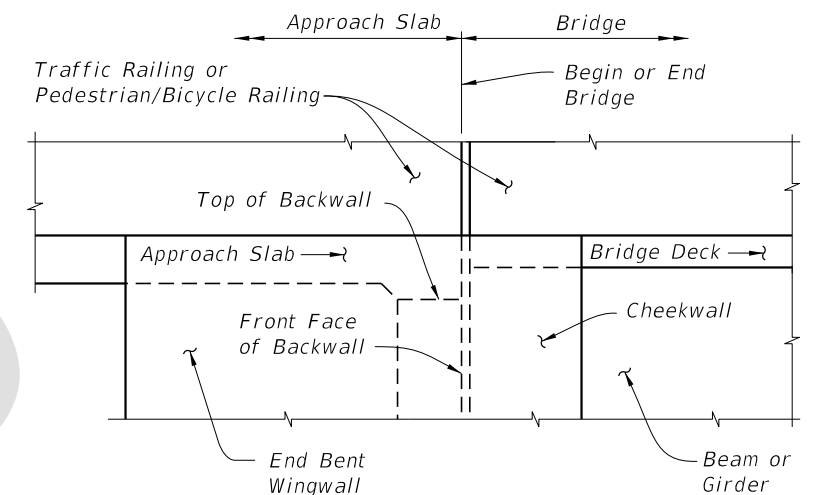 Approach Slab
Bridge
Traffic Railing or
Pedestrian/Bicycle Railing
Begin or End
Bridge
Top of Backwall
Approach Slab
Bridge Deck
Front Face
of Backwall
Cheekwall
End Bent
Wingwall
Beam or
Girder